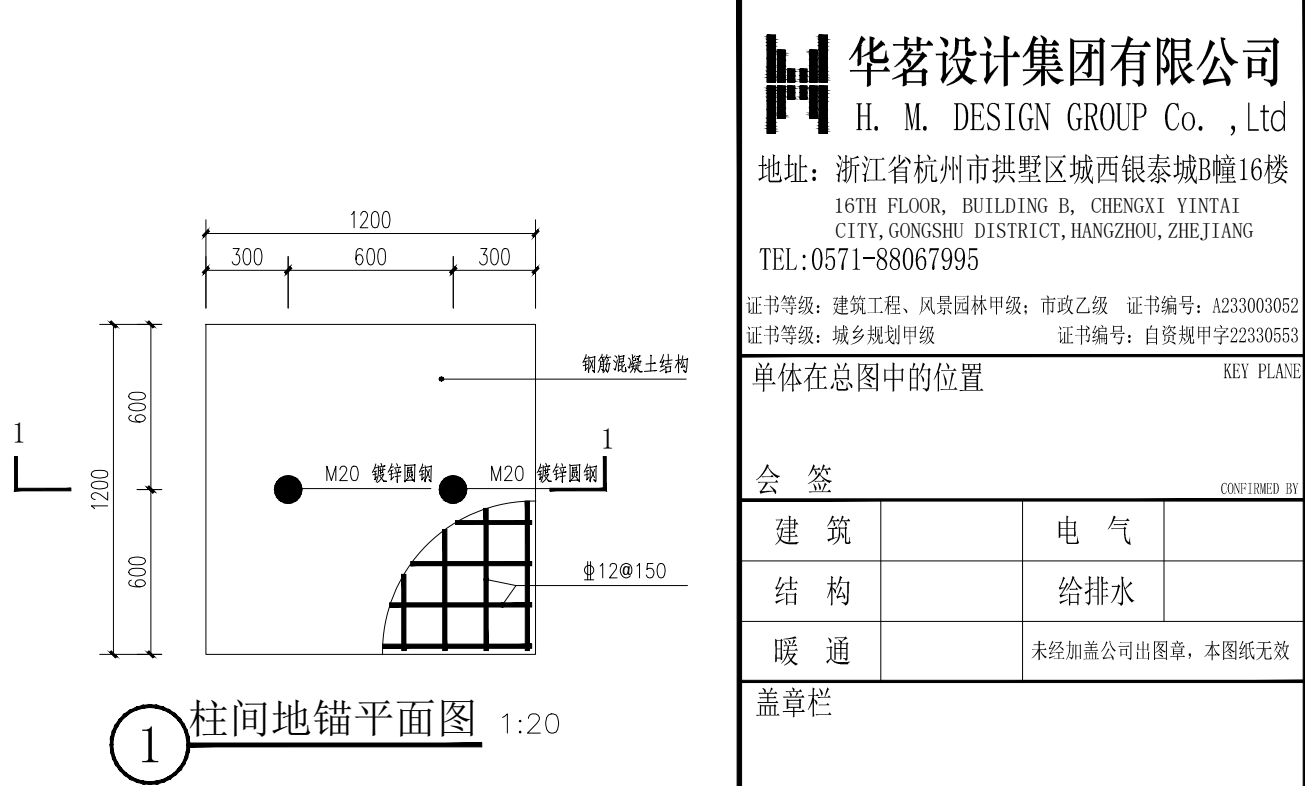 1200
300 600 300
钢筋混凝土结构
600
1200
600
1 1
M20 镀锌圆钢 M20 镀锌圆钢
⌽12@150
1 柱间地锚平面图 1:20
华茗设计集团有限公司
H. M. DESIGN GROUP Co. ,Ltd
地址：浙江省杭州市拱墅区城西银泰城B幢16楼
16TH FLOOR, BUILDING B, CHENGXI YINTAI
CITY,GONGSHU DISTRICT,HANGZHOU,ZHEJIANG
TEL:0571-88067995
证书等级：建筑工程、风景园林甲级；市政乙级 证书编号：A233003052
证书等级：城乡规划甲级 证书编号：自资规甲字22330553
单体在总图中的位置 KEY PLANE
会 签 CONFIRMED BY
建 筑 电 气
结 构 给排水
暖 通 未经加盖公司出图章，本图纸无效
盖章栏